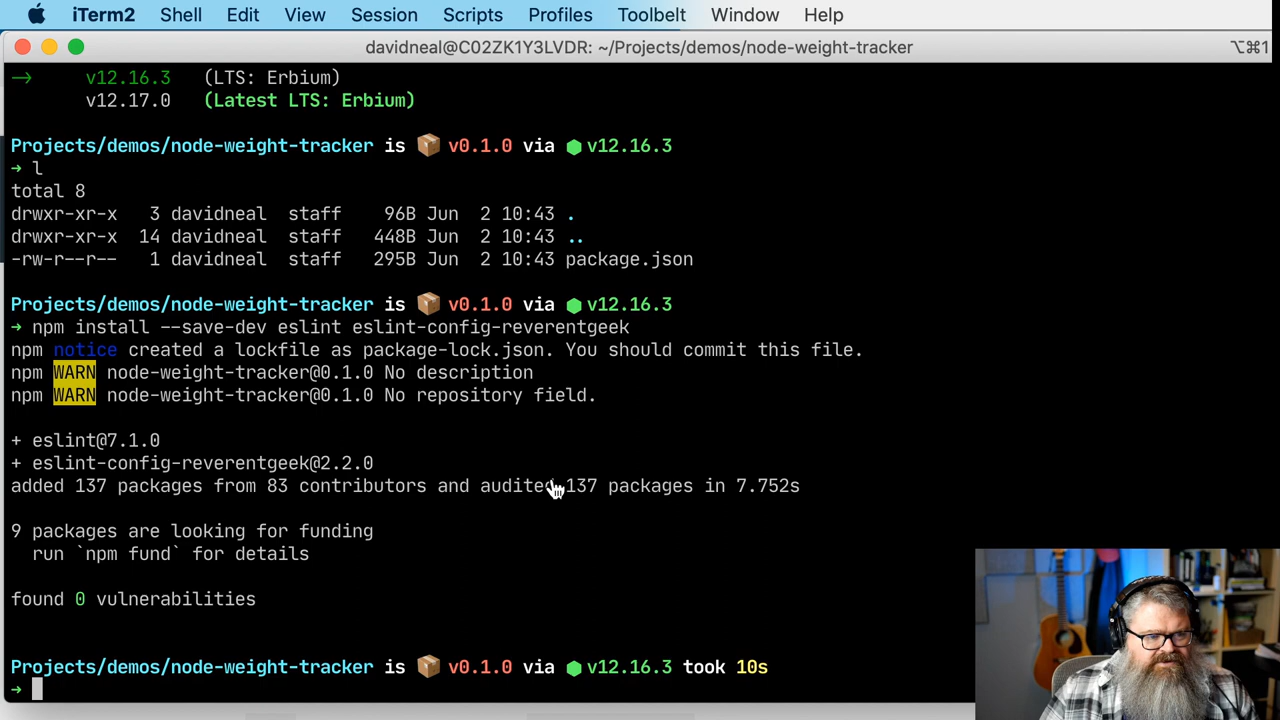 iTerm2 Shell Edit View Session Scripts Profiles Toolbelt Window Help
davidneal@C02ZK1Y3LVDR: ~/Projects/demos/node-weight-tracker ⌥⌘1
→ v12.16.3 (LTS: Erbium)
v12.17.0 (Latest LTS: Erbium)
Projects/demos/node-weight-tracker is 📦 v0.1.0 via ⬢ v12.16.3
➜ l
total 8
drwxr-xr-x 3 davidneal staff 96B Jun 2 10:43 .
drwxr-xr-x 14 davidneal staff 448B Jun 2 10:43 ..
-rw-r--r-- 1 davidneal staff 295B Jun 2 10:43 package.json
Projects/demos/node-weight-tracker is 📦 v0.1.0 via ⬢ v12.16.3
➜ npm install --save-dev eslint eslint-config-reverentgeek
npm notice created a lockfile as package-lock.json. You should commit this file.
npm WARN node-weight-tracker@0.1.0 No description
npm WARN node-weight-tracker@0.1.0 No repository field.
+ eslint@7.1.0
+ eslint-config-reverentgeek@2.2.0
added 137 packages from 83 contributors and audited 137 packages in 7.752s
9 packages are looking for funding
run `npm fund` for details
found 0 vulnerabilities
Projects/demos/node-weight-tracker is 📦 v0.1.0 via ⬢ v12.16.3 took 10s
➜